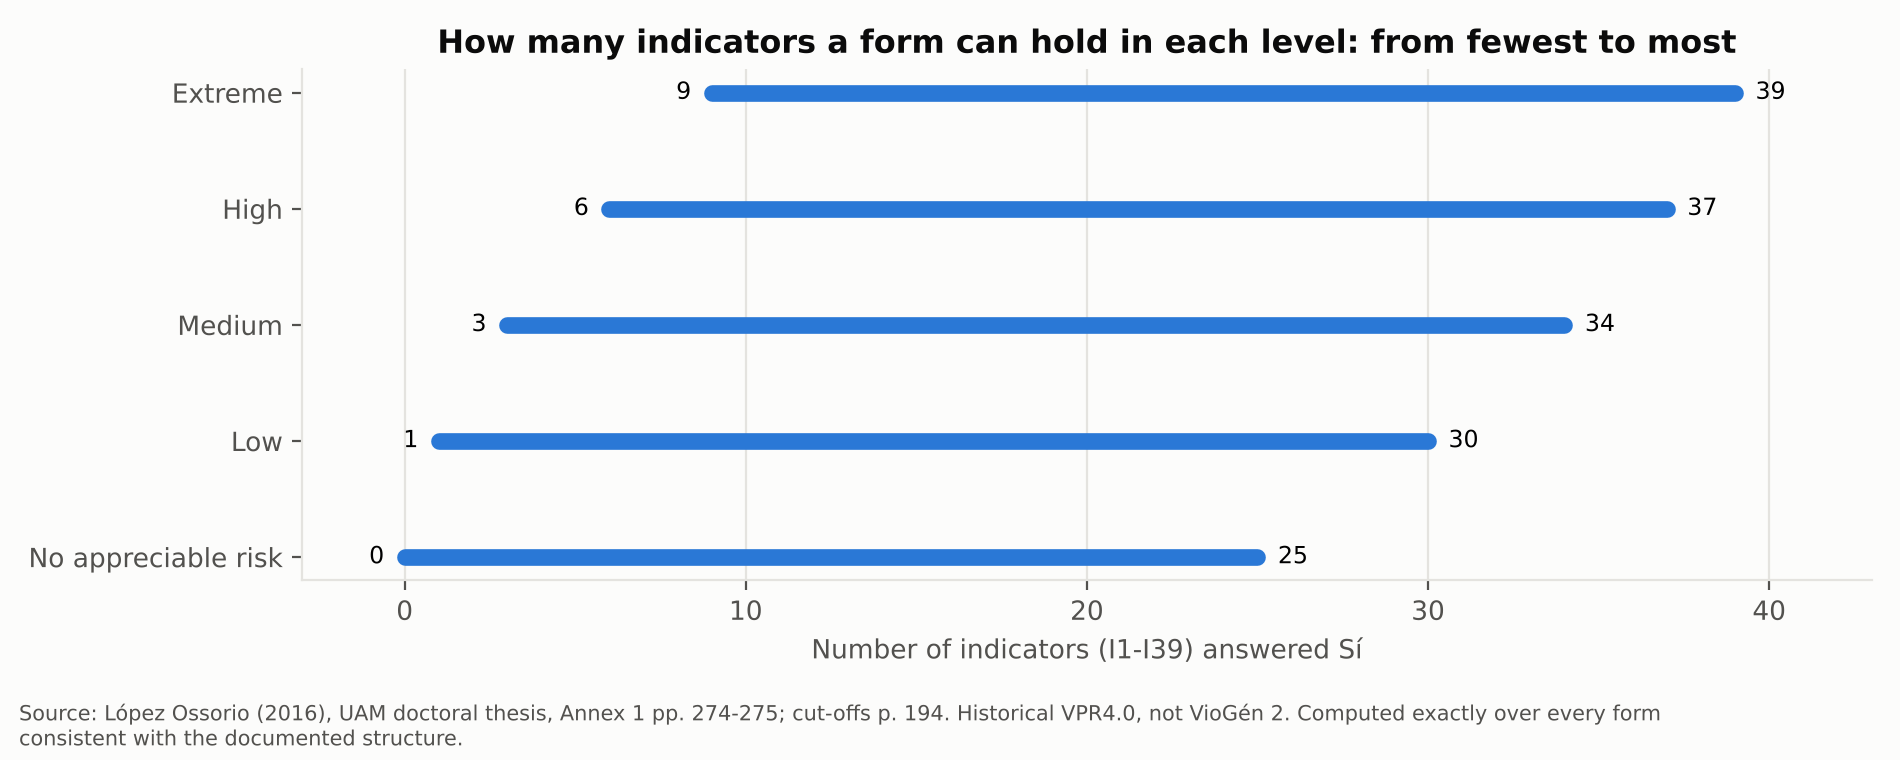 How many indicators a form can hold in each level: from fewest to most
Extreme
9
39
High
6
37
Medium
3
34
Low
1
30
No appreciable risk
0
25
0 10 20 30 40
Number of indicators (I1-I39) answered Sí
Source: López Ossorio (2016), UAM doctoral thesis, Annex 1 pp. 274-275; cut-offs p. 194. Historical VPR4.0, not VioGén 2. Computed exactly over every form
consistent with the documented structure.